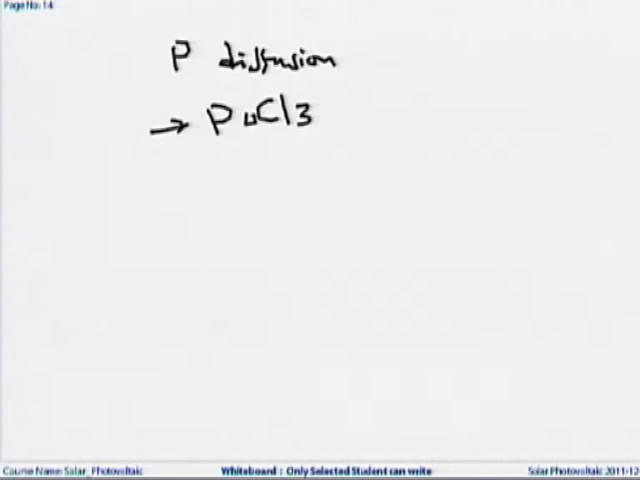 Page No: 14
P diffusion
→ POCl3
Course Name: Solar_Photovoltaic
Whiteboard : Only Selected Student can write
Solar Photovoltaic 2011-12